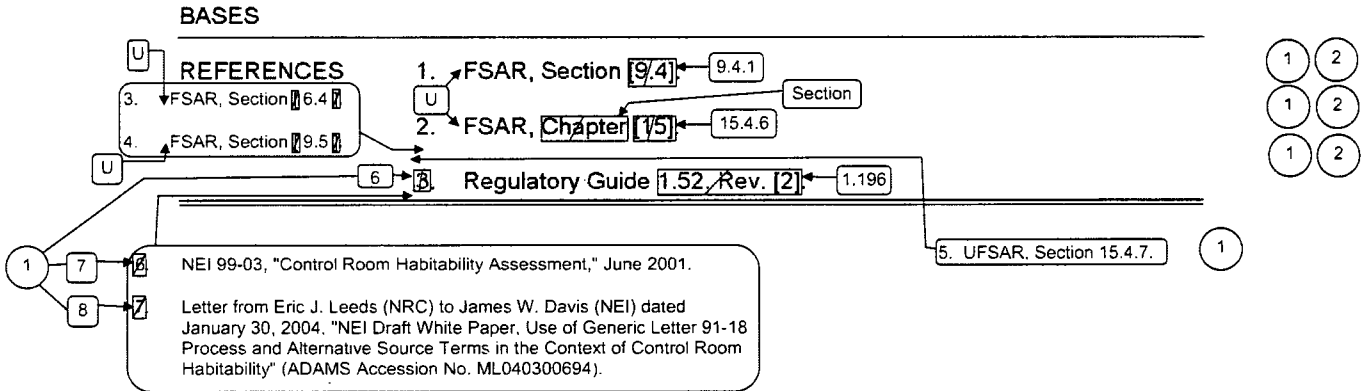 BASES
U
REFERENCES 1. FSAR, Section [9.4]. 9.4.1 1 2
3. FSAR, Section [6.4]. U Section
2. FSAR, Chapter [15]. 15.4.6 1 2
4. FSAR, Section [9.5].
U 1 2
6 3. Regulatory Guide 1.52, Rev. [2]. 1.196
5. UFSAR, Section 15.4.7. 1
1 7 6. NEI 99-03, "Control Room Habitability Assessment," June 2001.
8 7. Letter from Eric J. Leeds (NRC) to James W. Davis (NEI) dated
January 30, 2004, "NEI Draft White Paper, Use of Generic Letter 91-18
Process and Alternative Source Terms in the Context of Control Room
Habitability" (ADAMS Accession No. ML040300694).